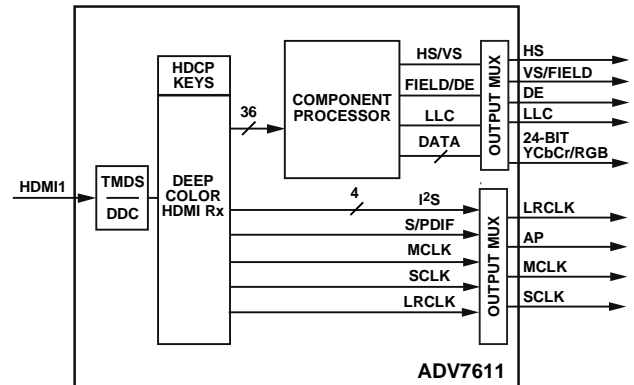 HDMI1
TMDS
DDC
HDCP
KEYS
DEEP
COLOR
HDMI Rx
36
COMPONENT
PROCESSOR
HS/VS
FIELD/DE
LLC
DATA
OUTPUT MUX
HS
VS/FIELD
DE
LLC
24-BIT
YCbCr/RGB
4
I²S
S/PDIF
MCLK
SCLK
LRCLK
OUTPUT MUX
LRCLK
AP
MCLK
SCLK
ADV7611